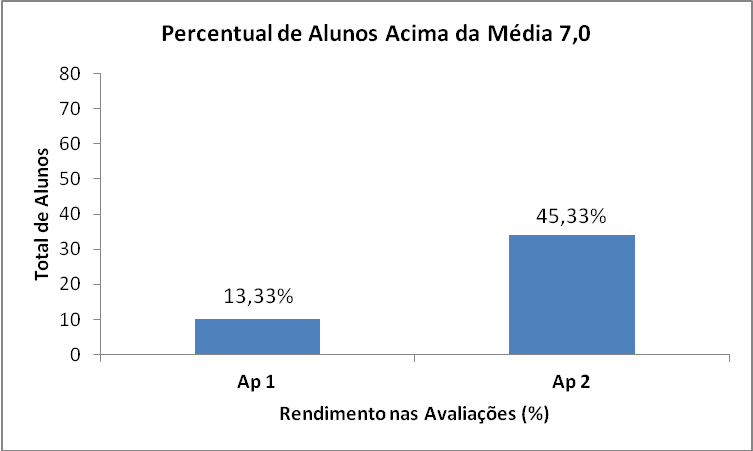 Percentual de Alunos Acima da Média 7,0
Total de Alunos
80
70
60
50
40
30
20
10
0
13,33%
45,33%
Ap 1
Ap 2
Rendimento nas Avaliações (%)